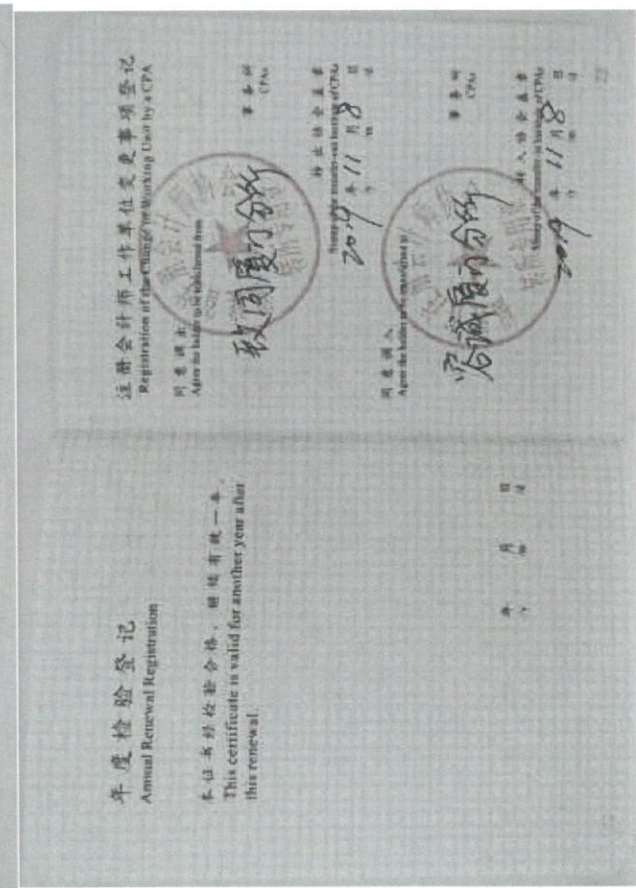 年度检验登记
Annual Renewal Registration
本证书经检验合格，继续有效一年。
This certificate is valid for another year after
this renewal.
年 月 日
注册会计师工作单位变更事项登记
Registration of the Change of Working Unit by a CPA
同意调出
Agree the holder to be transferred from
致同厦门分所
事务所
CPAs
转出协会盖章
Stamp of the transfer-out Institute of CPAs
2019 年 11 月 8 日
同意调入
Agree the holder to be transferred to
容诚厦门分所
事务所
CPAs
转入协会盖章
Stamp of the transfer-in Institute of CPAs
2019 年 11 月 8 日